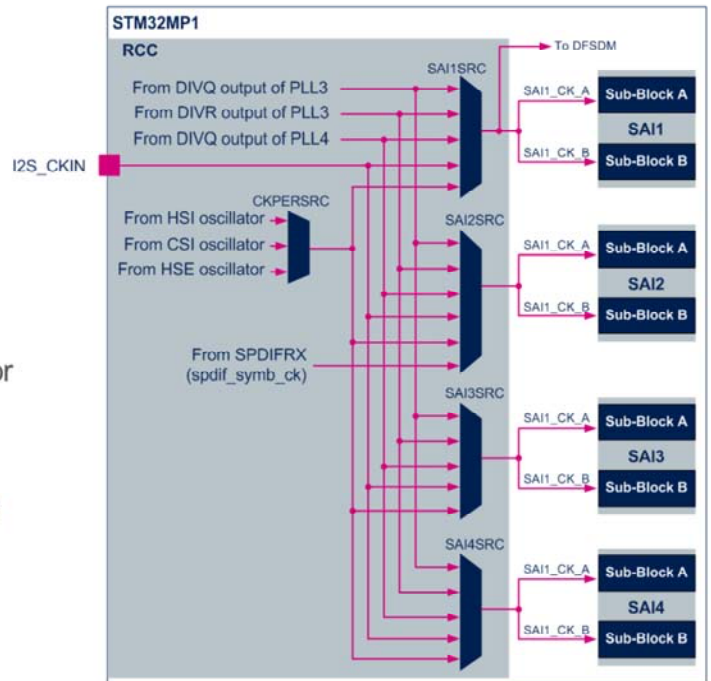 STM32MP1
RCC
To DFSDM
SAI1SRC
From DIVQ output of PLL3
From DIVR output of PLL3
From DIVQ output of PLL4
I2S_CKIN
SAI1_CK_A
Sub-Block A
SAI1
SAI1_CK_B
Sub-Block B
CKPERSRC
From HSI oscillator
From CSI oscillator
From HSE oscillator
SAI2SRC
SAI1_CK_A
Sub-Block A
SAI2
SAI1_CK_B
Sub-Block B
From SPDIFRX
(spdif_symb_ck)
or
SAI3SRC
SAI1_CK_A
Sub-Block A
SAI3
SAI1_CK_B
Sub-Block B
SAI4SRC
SAI1_CK_A
Sub-Block A
SAI4
SAI1_CK_B
Sub-Block B